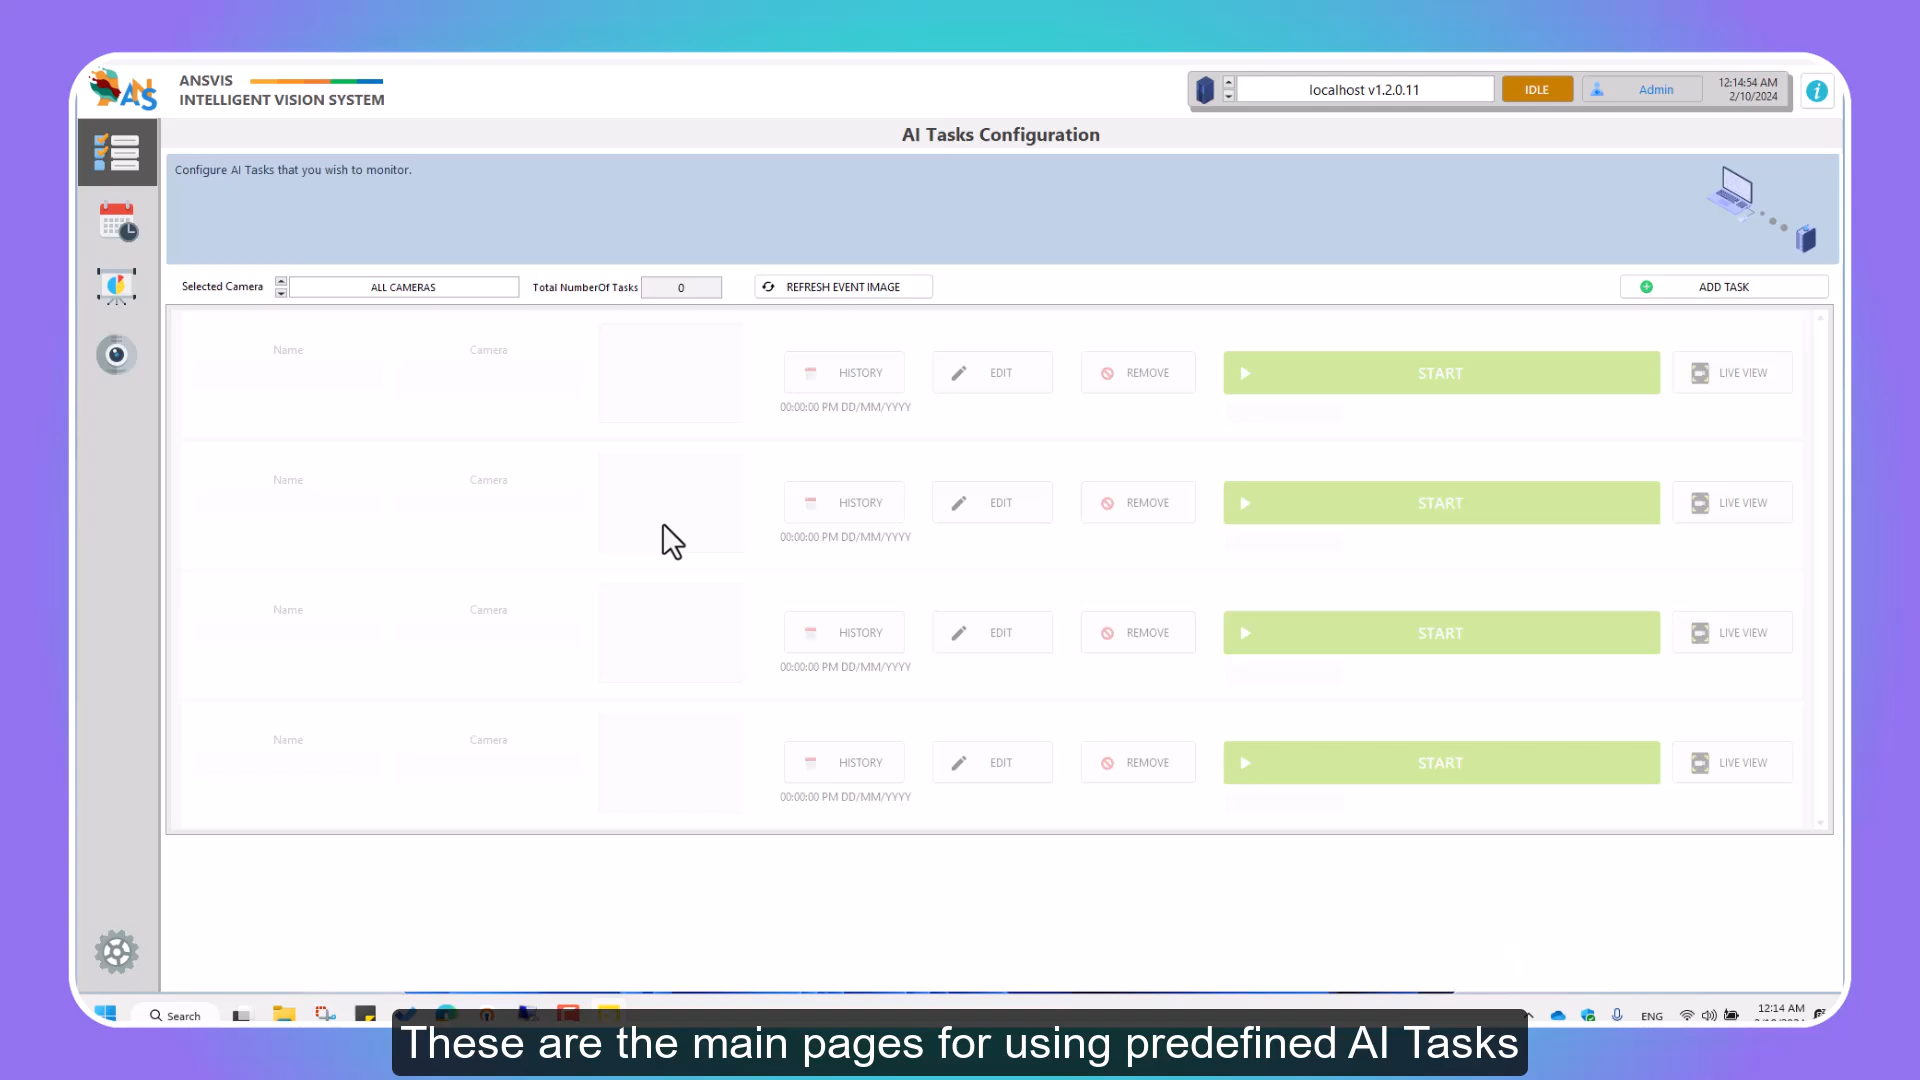 ANS
ANSVIS
INTELLIGENT VISION SYSTEM
localhost v1.2.0.11
IDLE
Admin
12:14:54 AM
2/10/2024
AI Tasks Configuration
Configure AI Tasks that you wish to monitor.
Selected Camera
ALL CAMERAS
Total NumberOf Tasks
0
REFRESH EVENT IMAGE
ADD TASK
Name
Camera
HISTORY
EDIT
REMOVE
START
LIVE VIEW
00:00:00 PM DD/MM/YYYY
Name
Camera
HISTORY
EDIT
REMOVE
START
LIVE VIEW
00:00:00 PM DD/MM/YYYY
Name
Camera
HISTORY
EDIT
REMOVE
START
LIVE VIEW
00:00:00 PM DD/MM/YYYY
Name
Camera
HISTORY
EDIT
REMOVE
START
LIVE VIEW
00:00:00 PM DD/MM/YYYY
Search
ENG
12:14 AM
These are the main pages for using predefined AI Tasks